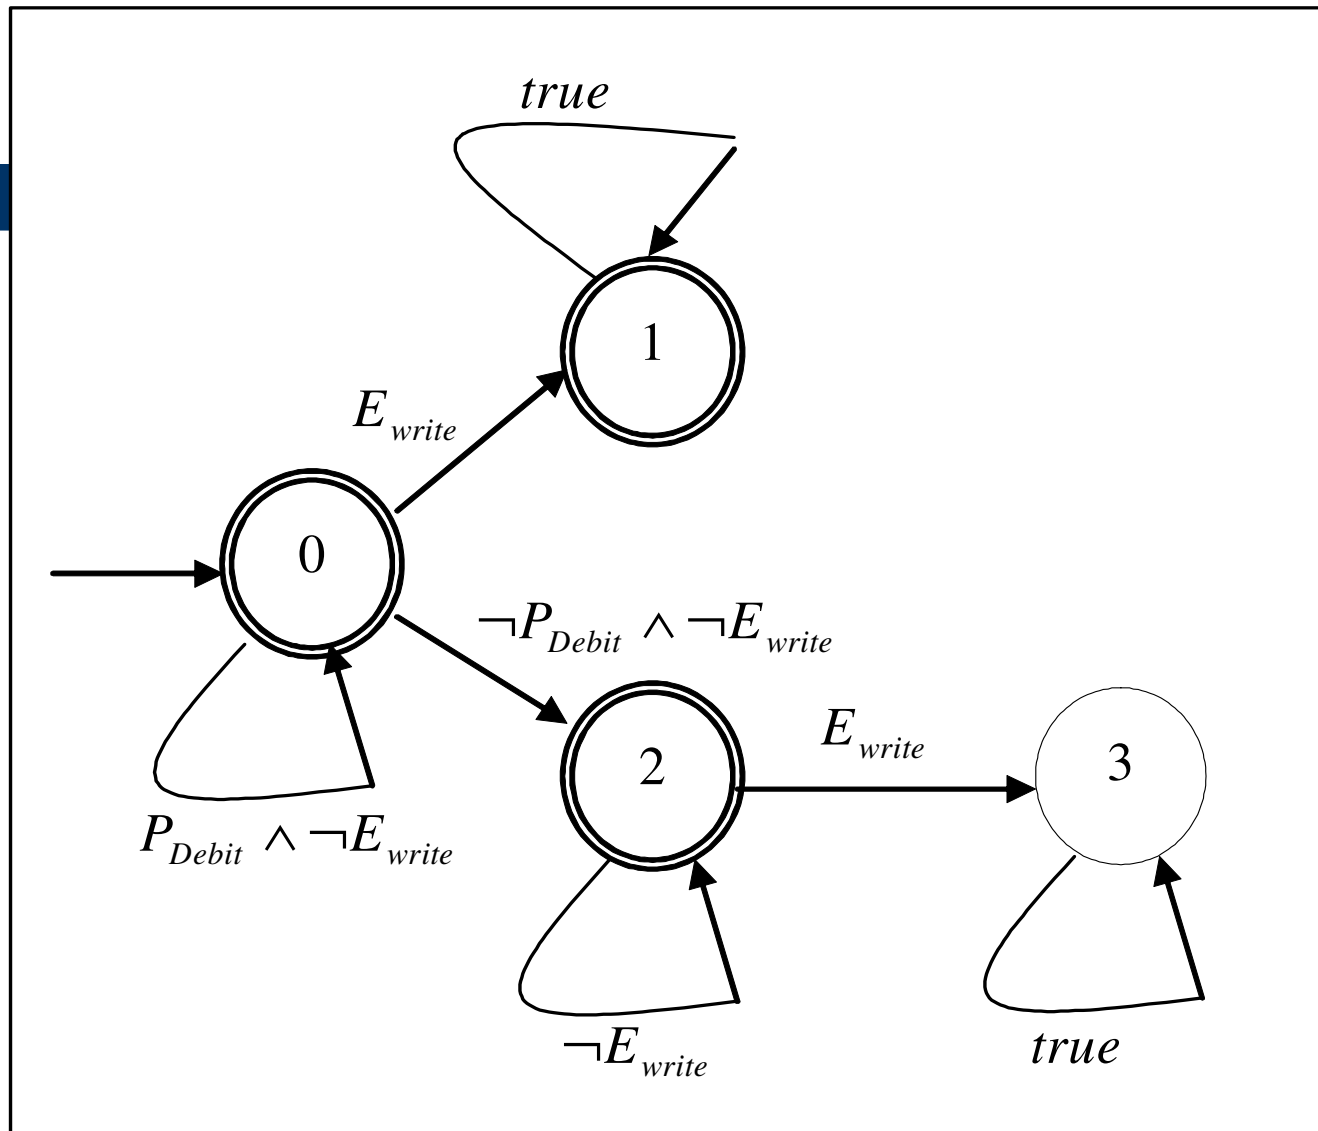 true
1
E_write
0
¬P_Debit ∧ ¬E_write
E_write
2
3
P_Debit ∧ ¬E_write
¬E_write
true